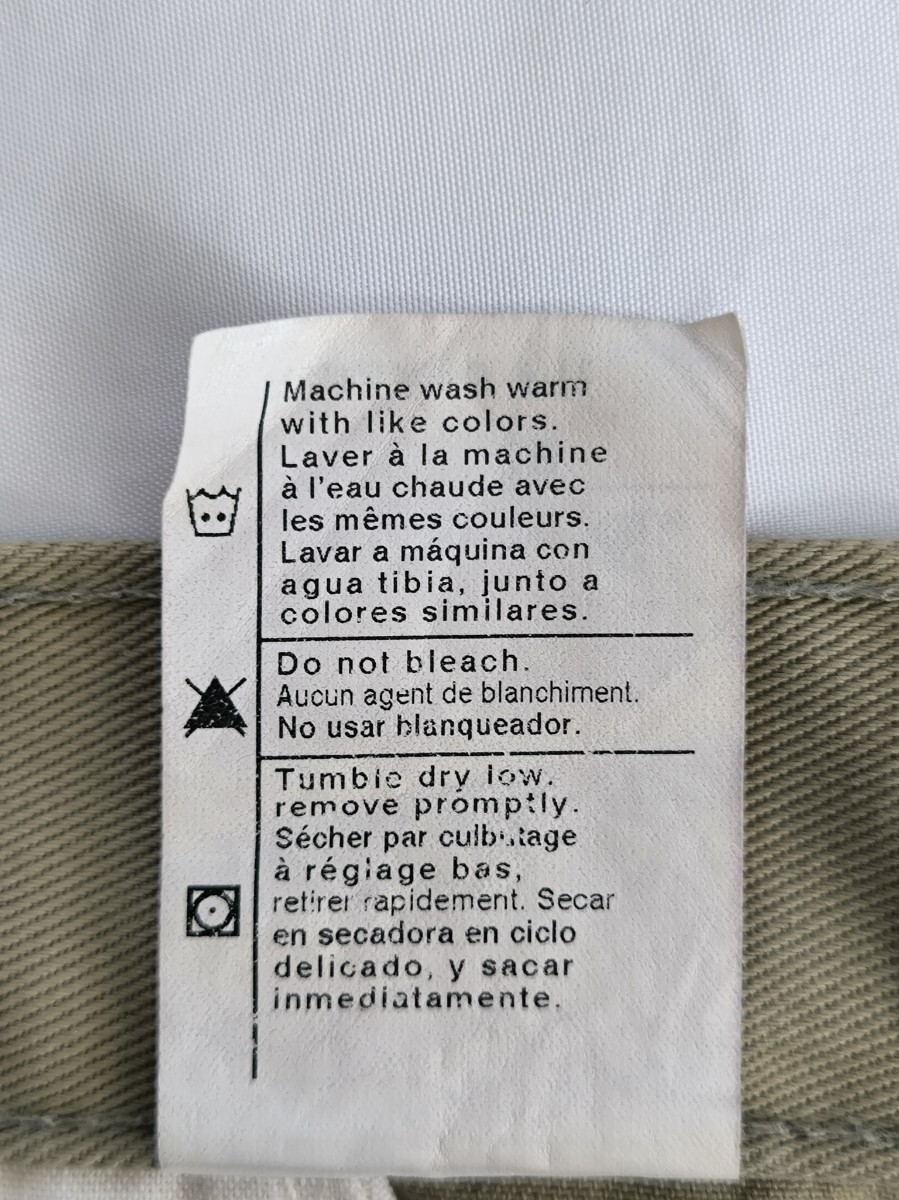 Machine wash warm
with like colors.
Laver à la machine
à l'eau chaude avec
les mêmes couleurs.
Lavar a máquina con
agua tibia, junto a
colores similares.
Do not bleach.
Aucun agent de blanchiment.
No usar blanqueador.
Tumble dry low.
remove promptly.
Sécher par culbutage
à réglage bas,
retirer rapidement. Secar
en secadora en ciclo
delicado, y sacar
inmediatamente.